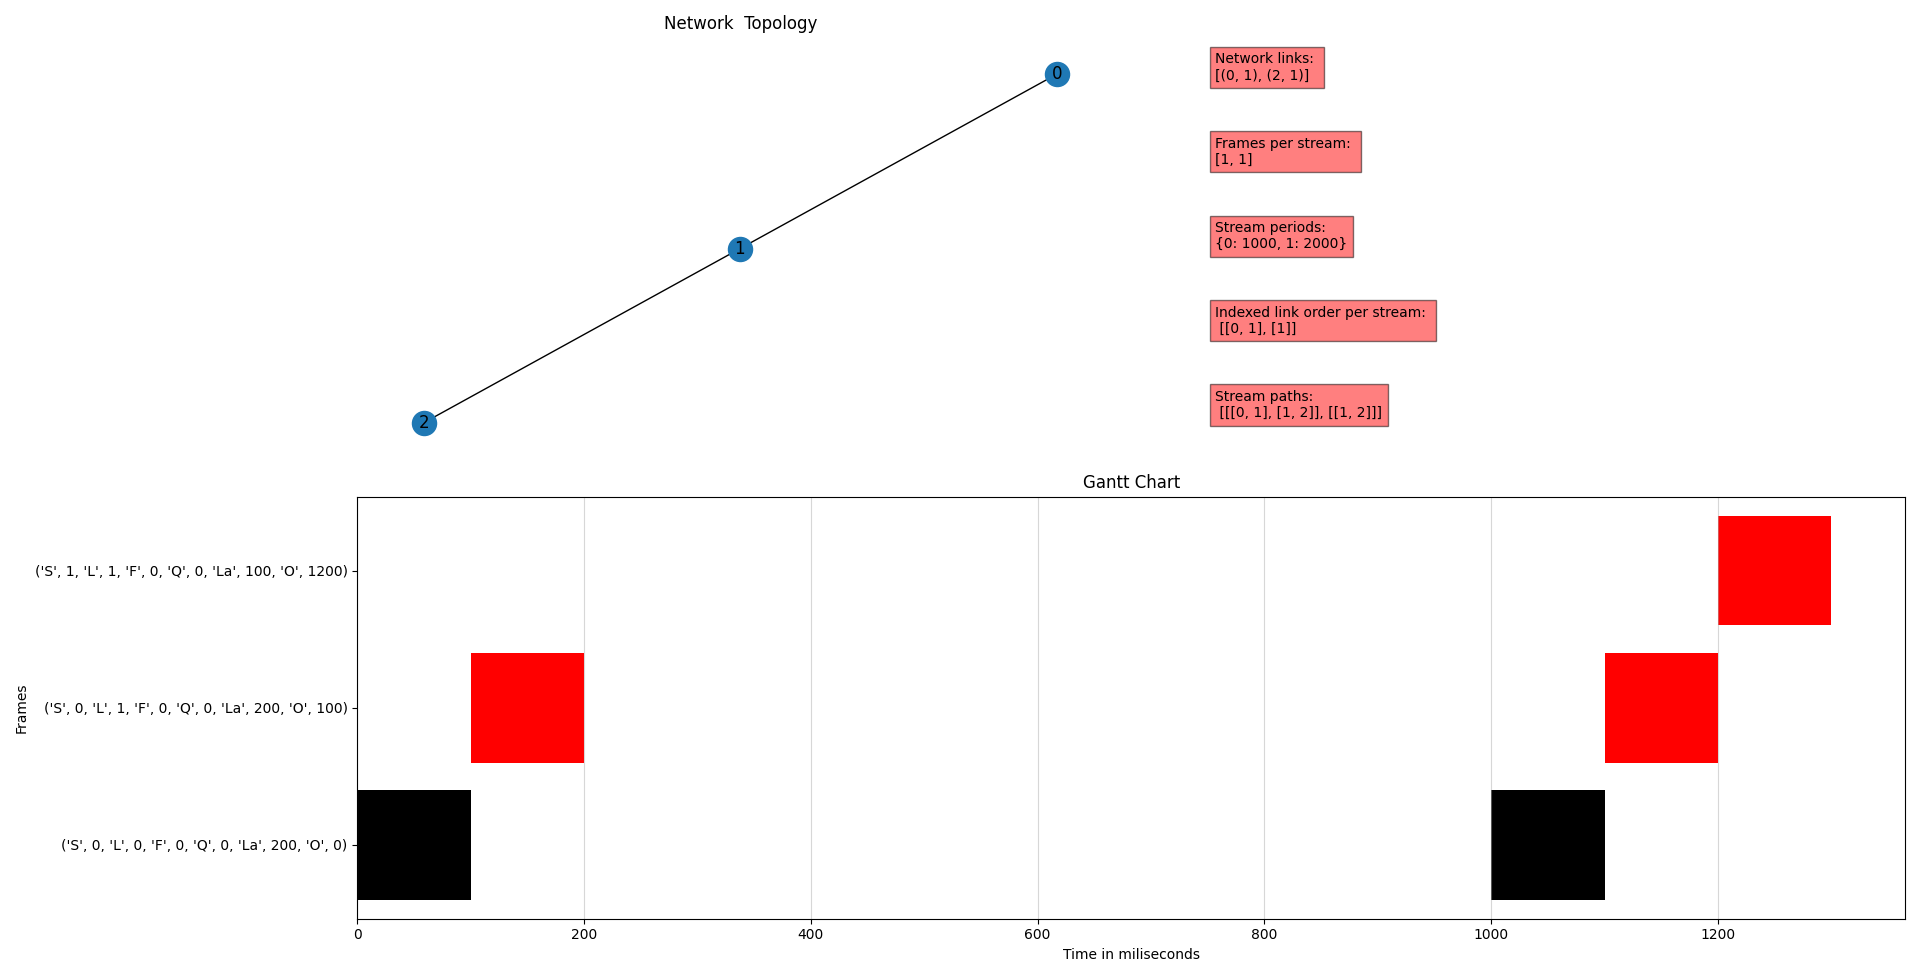 Network  Topology
0
1
2
Network links:
[(0, 1), (2, 1)]
Frames per stream:
[1, 1]
Stream periods:
{0: 1000, 1: 2000}
Indexed link order per stream:
[[0, 1], [1]]
Stream paths:
[[[0, 1], [1, 2]], [[1, 2]]]
Gantt Chart
Frames
('S', 1, 'L', 1, 'F', 0, 'Q', 0, 'La', 100, 'O', 1200)
('S', 0, 'L', 1, 'F', 0, 'Q', 0, 'La', 200, 'O', 100)
('S', 0, 'L', 0, 'F', 0, 'Q', 0, 'La', 200, 'O', 0)
0 200 400 600 800 1000 1200
Time in miliseconds